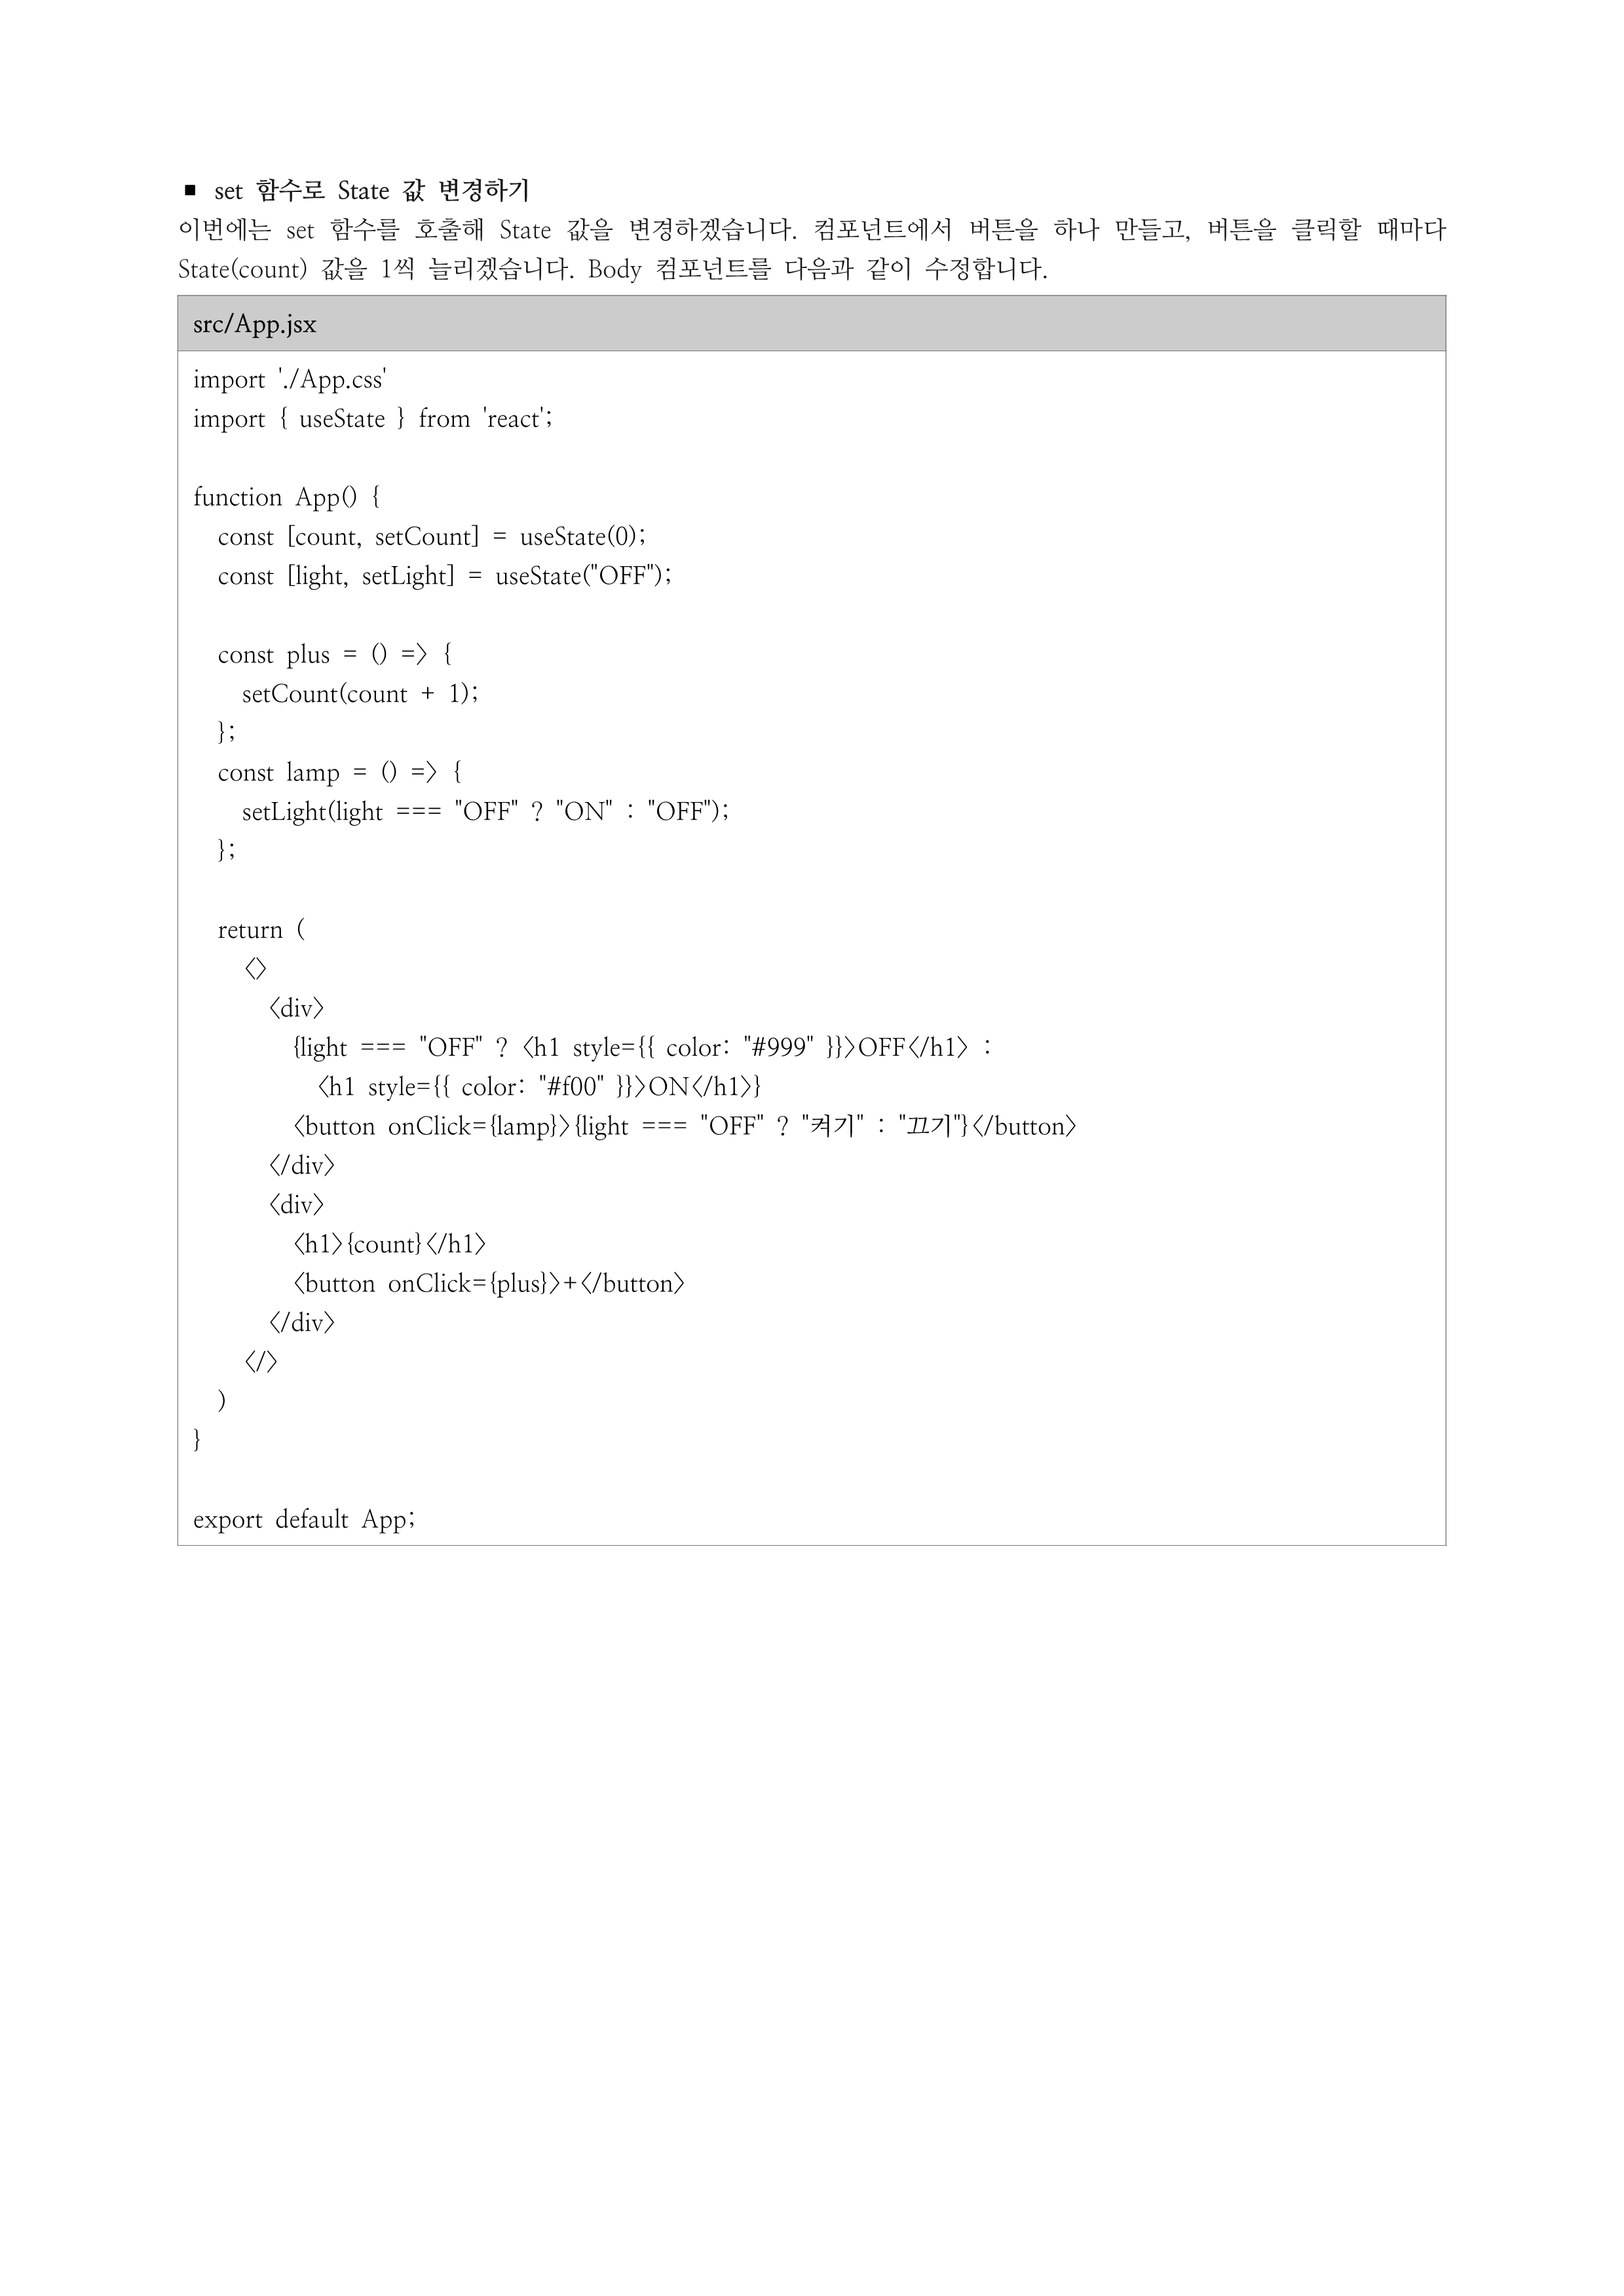 ■ set 함수로 State 값 변경하기
이번에는 set 함수를 호출해 State 값을 변경하겠습니다. 컴포넌트에서 버튼을 하나 만들고, 버튼을 클릭할 때마다
State(count) 값을 1씩 늘리겠습니다. Body 컴포넌트를 다음과 같이 수정합니다.
src/App.jsx
import './App.css'
import { useState } from 'react';
function App() {
const [count, setCount] = useState(0);
const [light, setLight] = useState("OFF");
const plus = () => {
setCount(count + 1);
};
const lamp = () => {
setLight(light === "OFF" ? "ON" : "OFF");
};
return (
<>
<div>
{light === "OFF" ? <h1 style={{ color: "#999" }}>OFF</h1> :
<h1 style={{ color: "#f00" }}>ON</h1>}
<button onClick={lamp}>{light === "OFF" ? "켜기" : "끄기"}</button>
</div>
<div>
<h1>{count}</h1>
<button onClick={plus}>+</button>
</div>
</>
)
}
export default App;